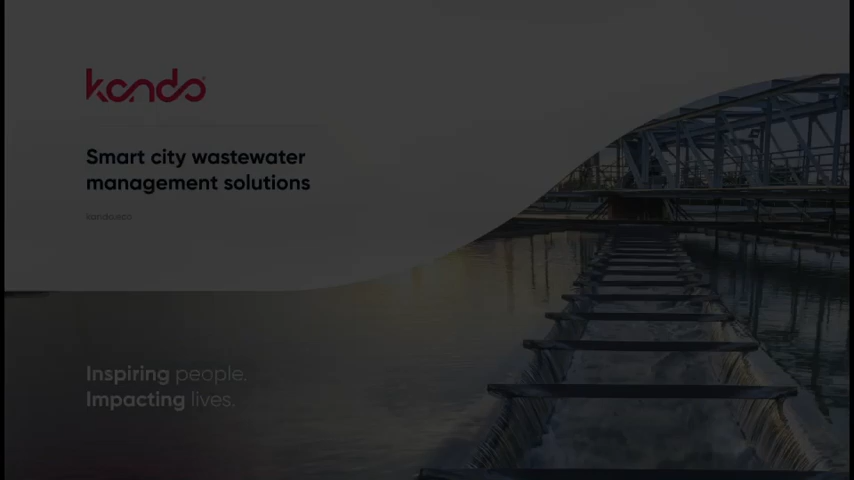 kando
Smart city wastewater
management solutions
kando.eco
Inspiring people.
Impacting lives.